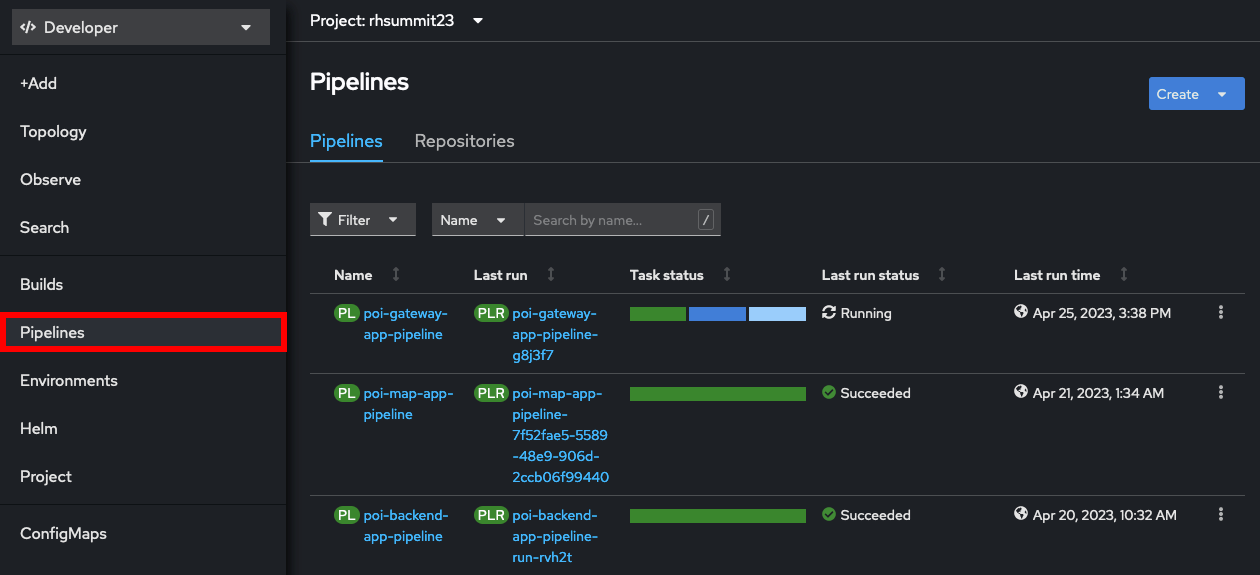 Developer
+Add
Topology
Observe
Search
Builds
Pipelines
Environments
Helm
Project
ConfigMaps
Project: rhsummit23
Pipelines
Create
Pipelines Repositories
Filter Name Search by name... /
Name Last run Task status Last run status Last run time
PL poi-gateway- PLR poi-gateway- Running Apr 25, 2023, 3:38 PM
app-pipeline app-pipeline-
g8j3f7
PL poi-map-app- PLR poi-map-app- Succeeded Apr 21, 2023, 1:34 AM
pipeline pipeline-
7f52fae5-5589
-48e9-906d-
2ccb06f99440
PL poi-backend- PLR poi-backend- Succeeded Apr 20, 2023, 10:32 AM
app-pipeline app-pipeline-
run-rvh2t